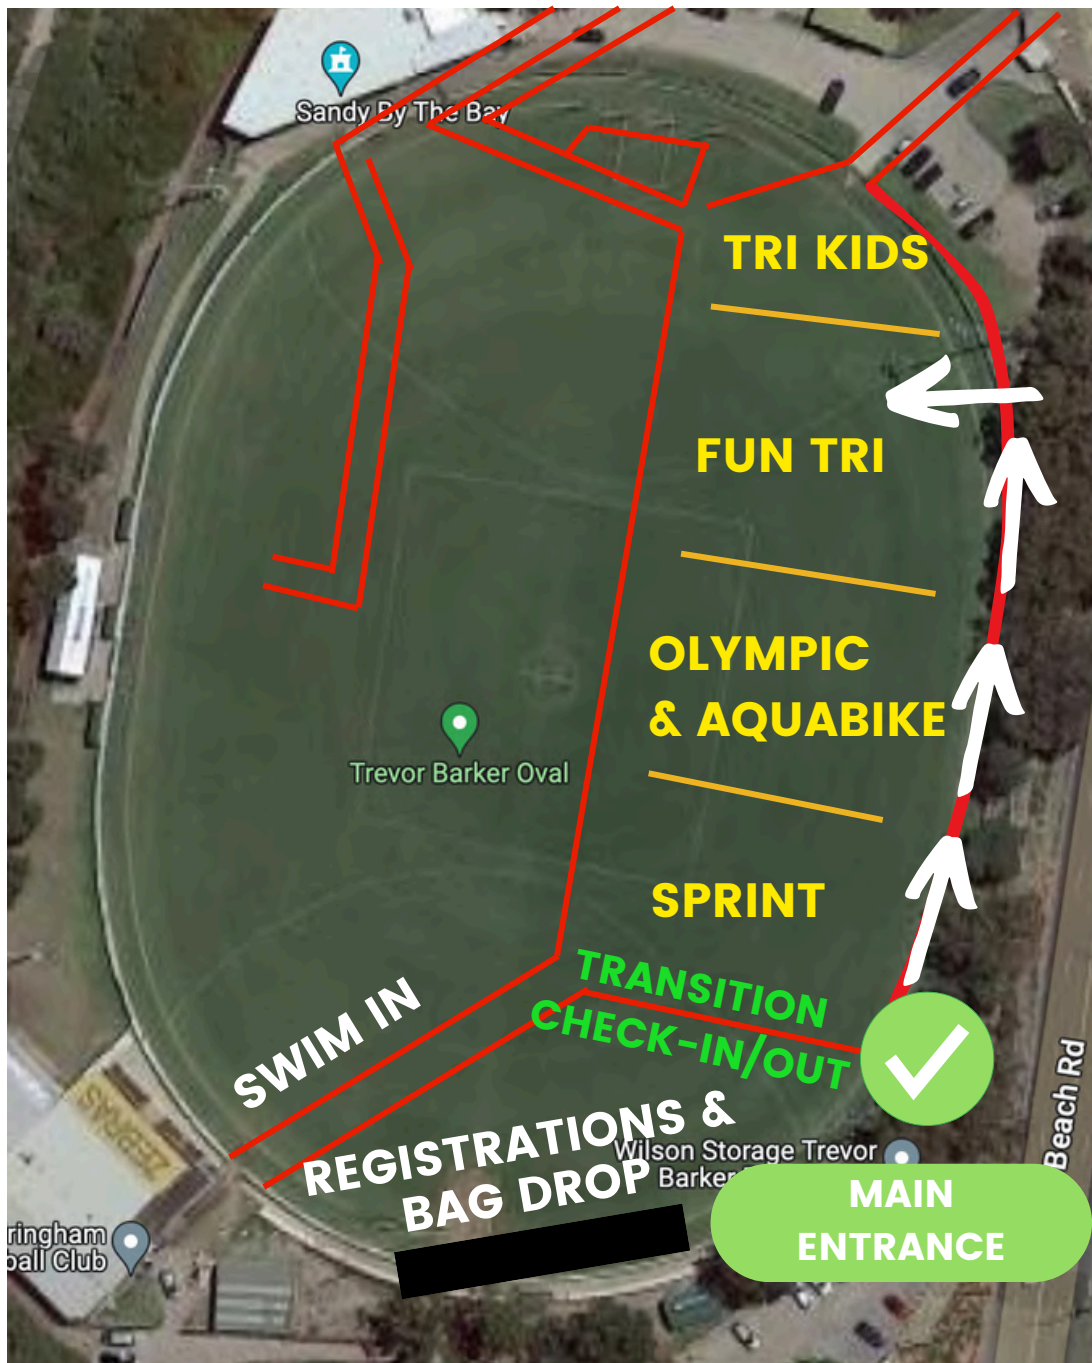 Sandy By The Bay
TRI KIDS
FUN TRI
OLYMPIC
& AQUABIKE
Trevor Barker Oval
SPRINT
TRANSITION
CHECK-IN/OUT
SWIM IN
Beach Rd
REGISTRATIONS &
BAG DROP
Wilson Storage Trevor
Barker
MAIN
ENTRANCE
ZEBRAS
ringham
ball Club